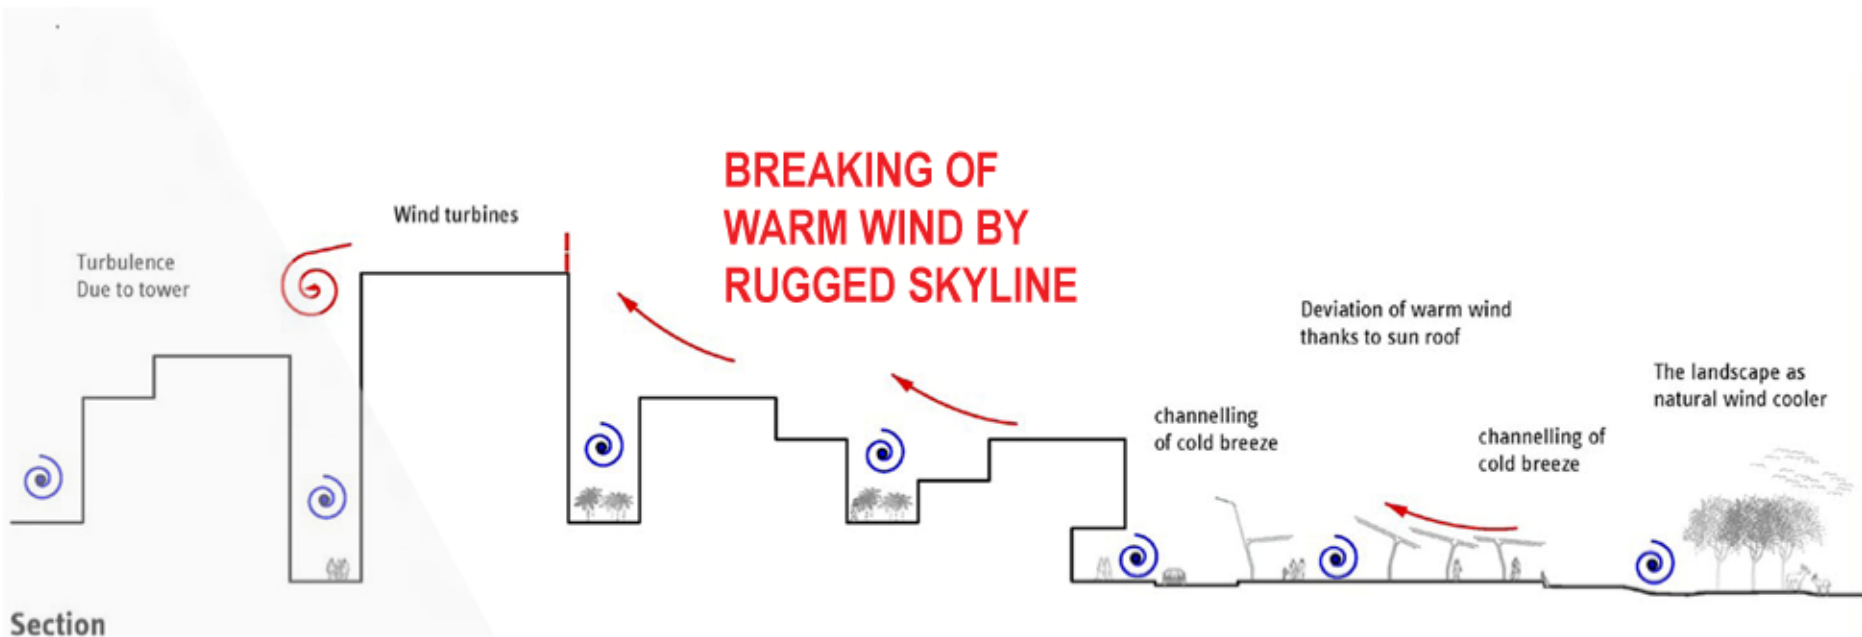 BREAKING OF
WARM WIND BY
RUGGED SKYLINE
Wind turbines
Turbulence
Due to tower
Deviation of warm wind
thanks to sun roof
The landscape as
natural wind cooler
channelling
of cold breeze
channelling of
cold breeze
Section